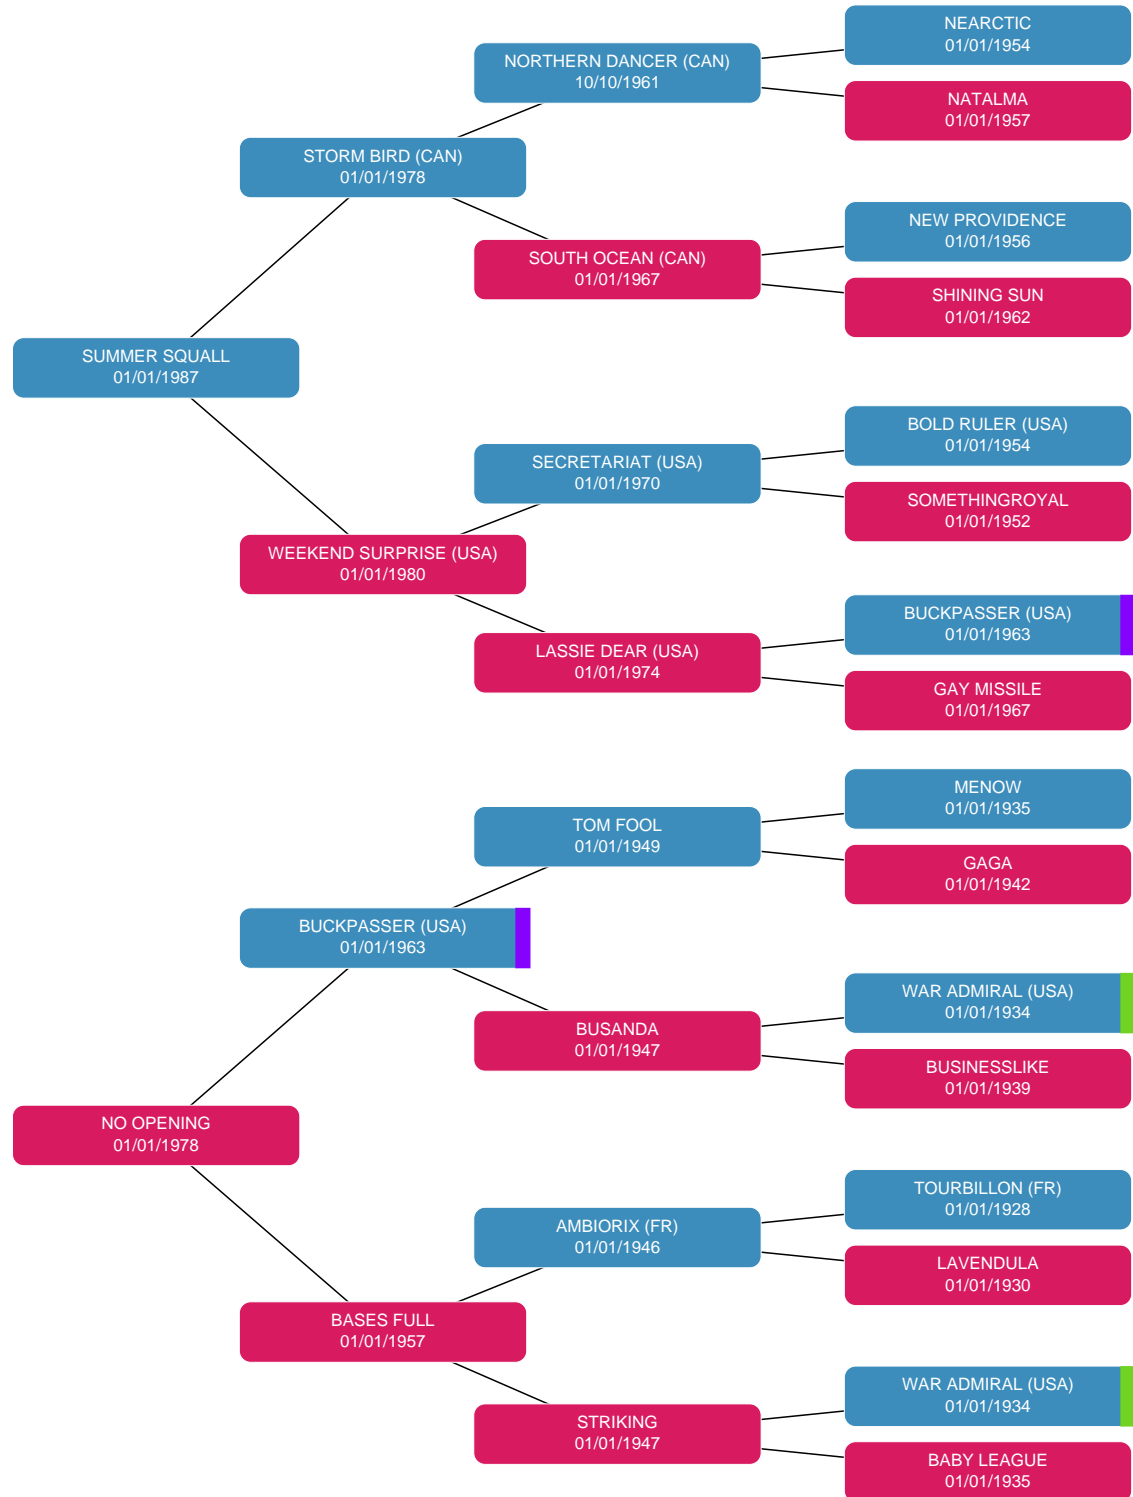 NEARCTIC
01/01/1954
NORTHERN DANCER (CAN)
10/10/1961
NATALMA
01/01/1957
STORM BIRD (CAN)
01/01/1978
NEW PROVIDENCE
01/01/1956
SOUTH OCEAN (CAN)
01/01/1967
SHINING SUN
01/01/1962
SUMMER SQUALL
01/01/1987
BOLD RULER (USA)
01/01/1954
SECRETARIAT (USA)
01/01/1970
SOMETHINGROYAL
01/01/1952
WEEKEND SURPRISE (USA)
01/01/1980
BUCKPASSER (USA)
01/01/1963
LASSIE DEAR (USA)
01/01/1974
GAY MISSILE
01/01/1967
MENOW
01/01/1935
TOM FOOL
01/01/1949
GAGA
01/01/1942
BUCKPASSER (USA)
01/01/1963
WAR ADMIRAL (USA)
01/01/1934
BUSANDA
01/01/1947
BUSINESSLIKE
01/01/1939
NO OPENING
01/01/1978
TOURBILLON (FR)
01/01/1928
AMBIORIX (FR)
01/01/1946
LAVENDULA
01/01/1930
BASES FULL
01/01/1957
WAR ADMIRAL (USA)
01/01/1934
STRIKING
01/01/1947
BABY LEAGUE
01/01/1935